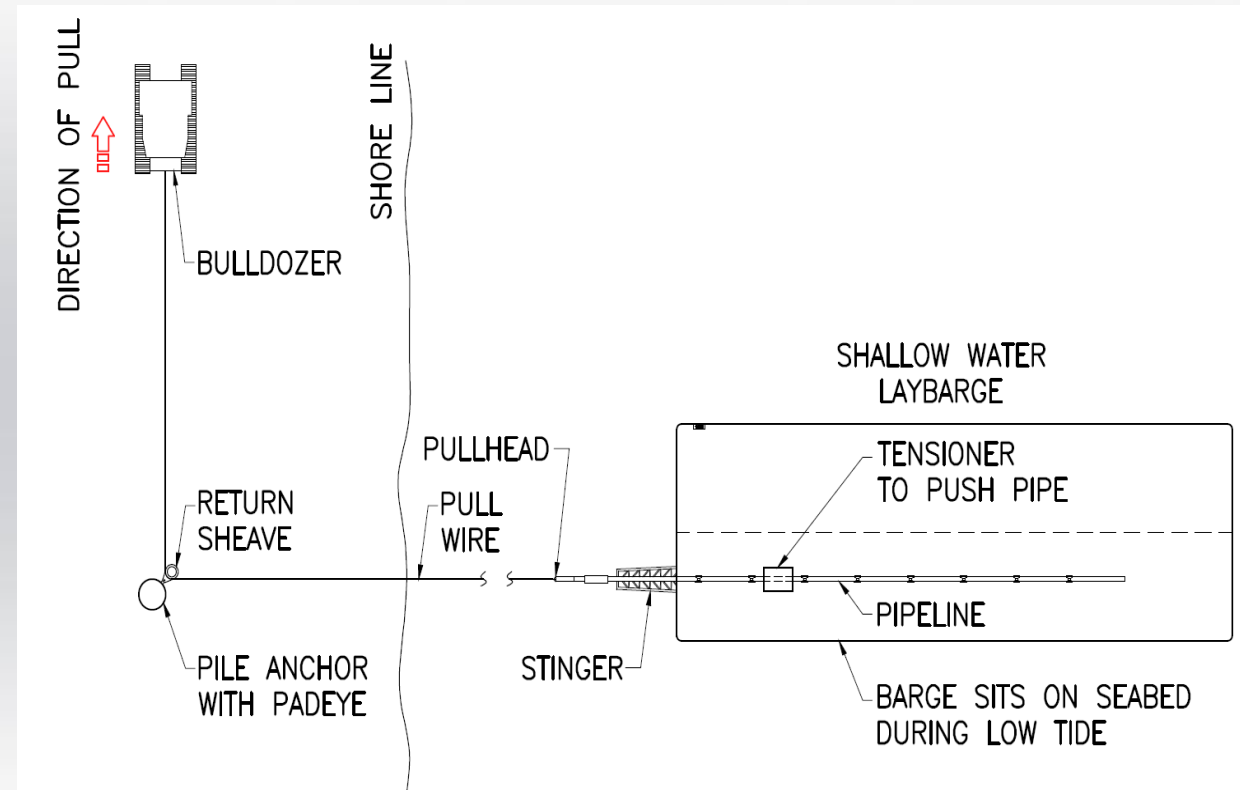 DIRECTION OF PULL
SHORE LINE
BULLDOZER
SHALLOW WATER
LAYBARGE
PULLHEAD
TENSIONER
TO PUSH PIPE
RETURN
SHEAVE
PULL
WIRE
PIPELINE
PILE ANCHOR
WITH PADEYE
STINGER
BARGE SITS ON SEABED
DURING LOW TIDE